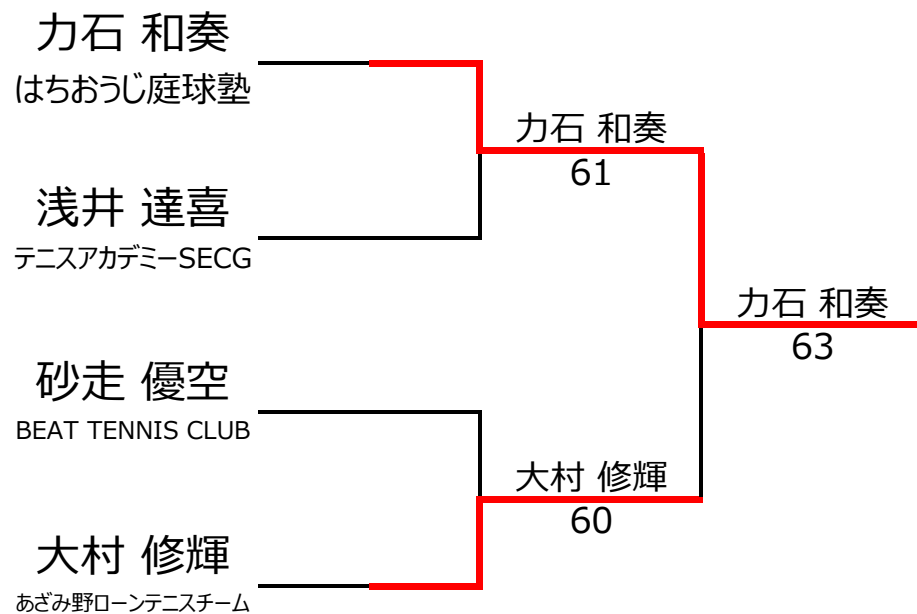 力石 和奏
はちおうじ庭球塾
力石 和奏
61
浅井 達喜
テニスアカデミーSECG
力石 和奏
63
砂走 優空
BEAT TENNIS CLUB
大村 修輝
60
大村 修輝
あざみ野ローンテニスチーム